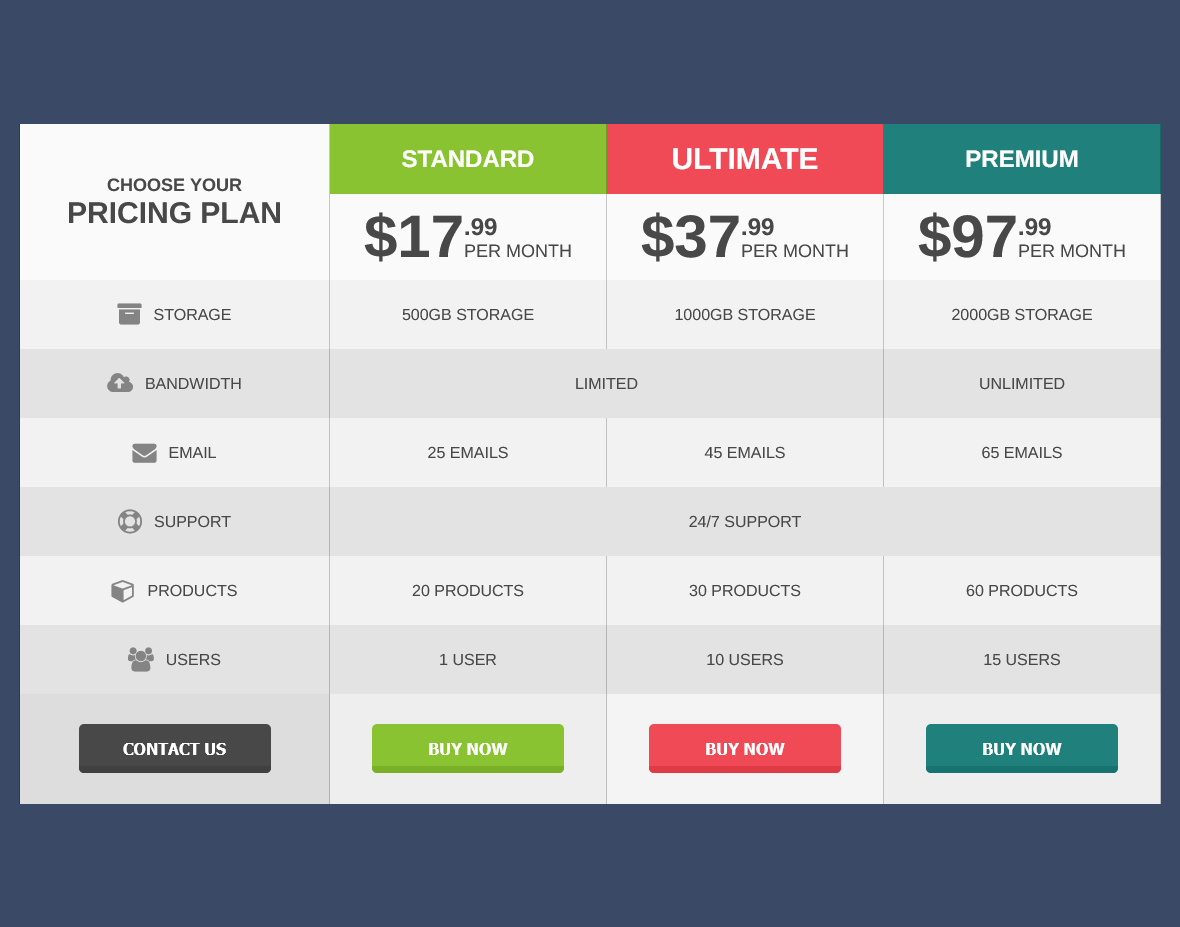 CHOOSE YOUR
PRICING PLAN
STANDARD ULTIMATE PREMIUM
$17.99 PER MONTH $37.99 PER MONTH $97.99 PER MONTH
STORAGE 500GB STORAGE 1000GB STORAGE 2000GB STORAGE
BANDWIDTH LIMITED UNLIMITED
EMAIL 25 EMAILS 45 EMAILS 65 EMAILS
SUPPORT 24/7 SUPPORT
PRODUCTS 20 PRODUCTS 30 PRODUCTS 60 PRODUCTS
USERS 1 USER 10 USERS 15 USERS
CONTACT US BUY NOW BUY NOW BUY NOW